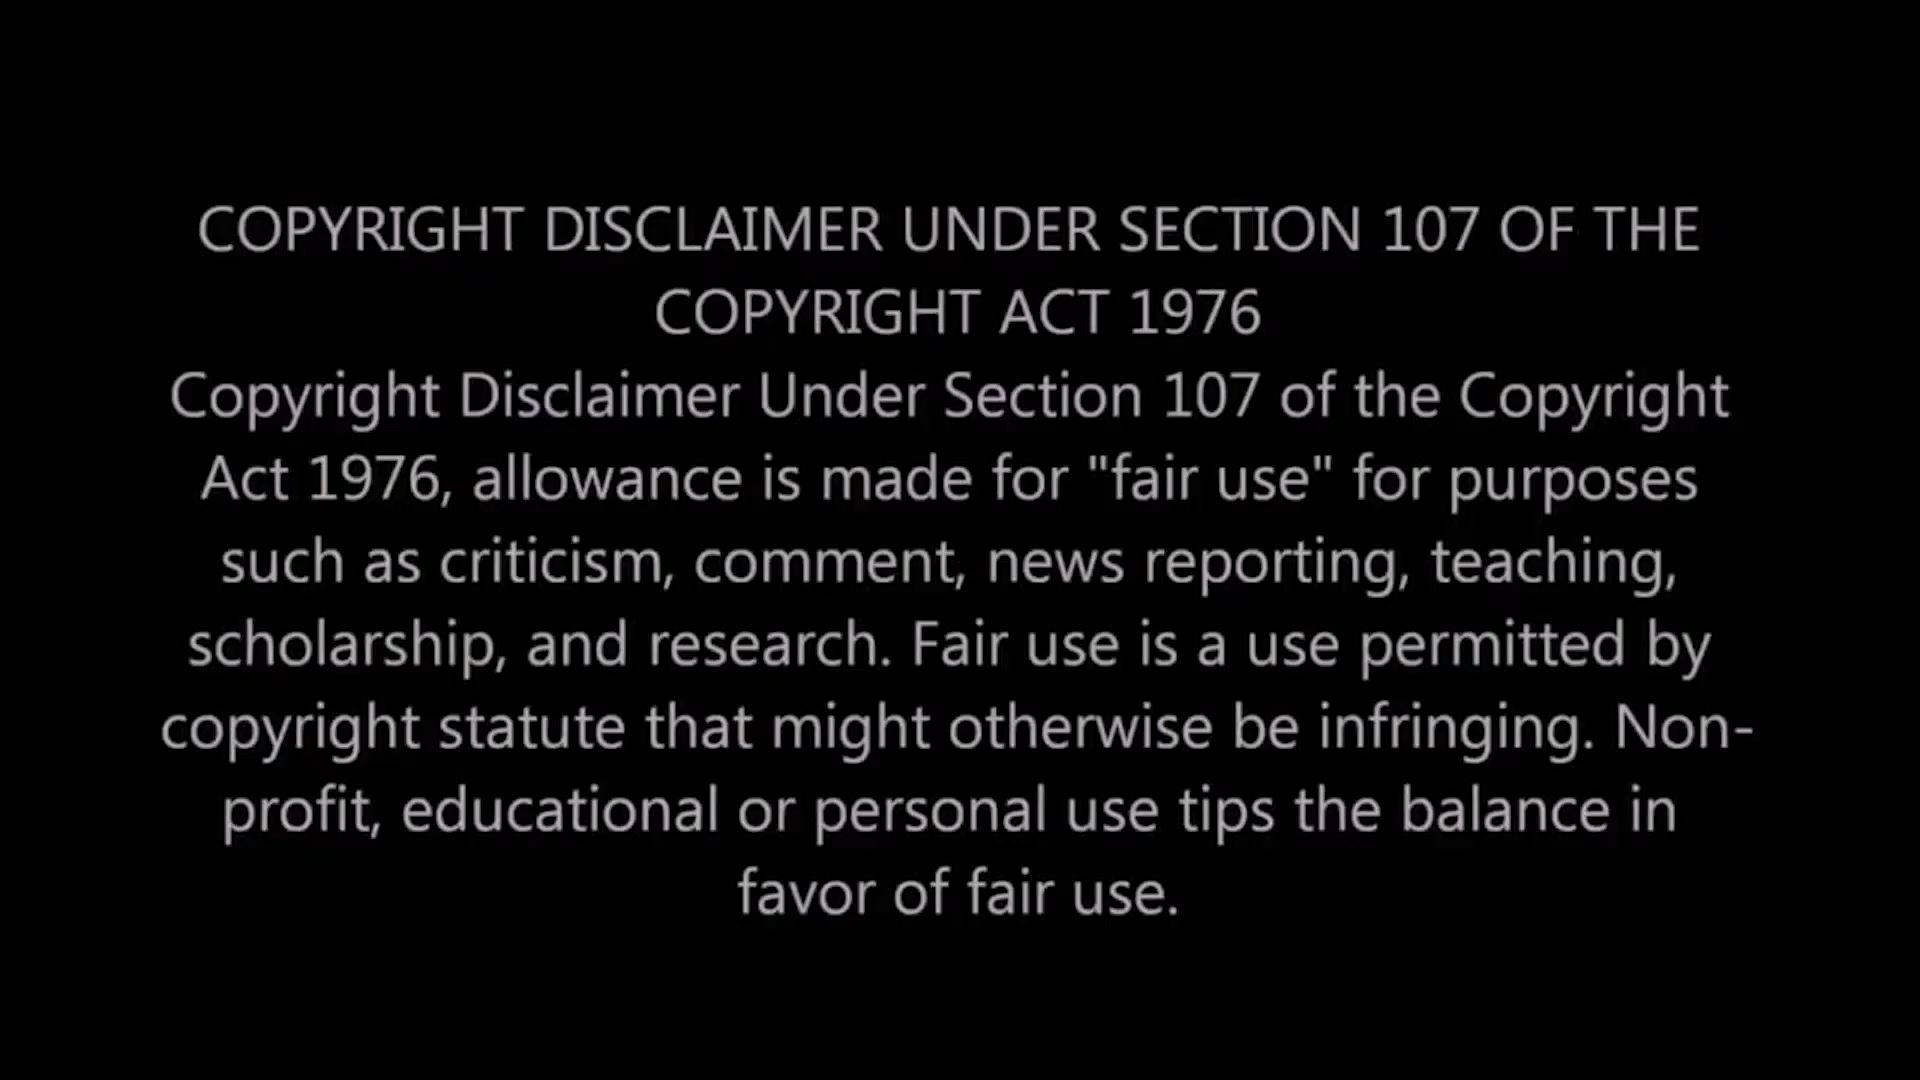 COPYRIGHT DISCLAIMER UNDER SECTION 107 OF THE
COPYRIGHT ACT 1976
Copyright Disclaimer Under Section 107 of the Copyright
Act 1976, allowance is made for "fair use" for purposes
such as criticism, comment, news reporting, teaching,
scholarship, and research. Fair use is a use permitted by
copyright statute that might otherwise be infringing. Non-
profit, educational or personal use tips the balance in
favor of fair use.